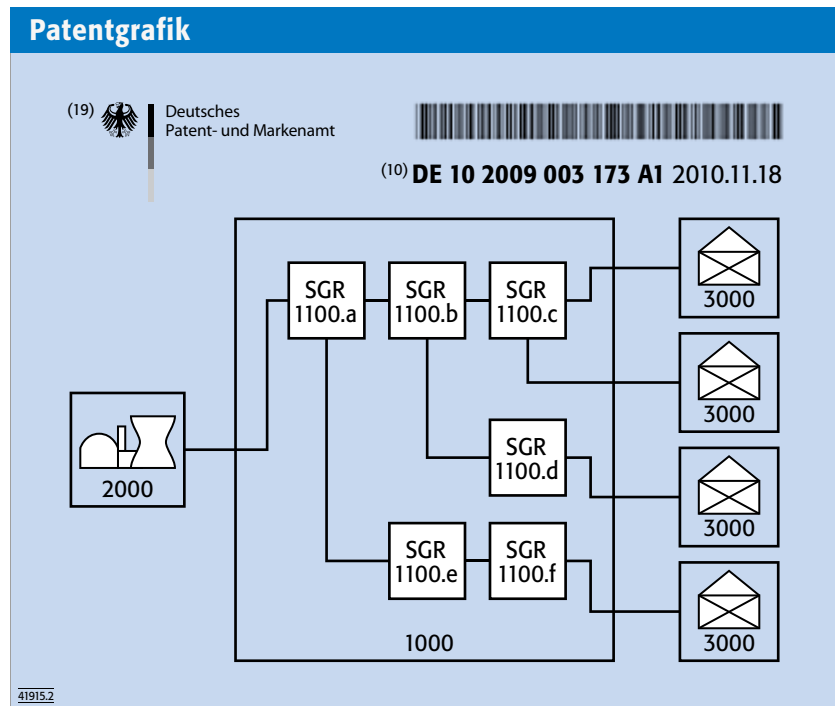 Patentgrafik
(19)
Deutsches
Patent- und Markenamt
(10) DE 10 2009 003 173 A1 2010.11.18
SGR
1100.a
SGR
1100.b
SGR
1100.c
3000
3000
2000
SGR
1100.d
3000
SGR
1100.e
SGR
1100.f
1000
3000
41915.2